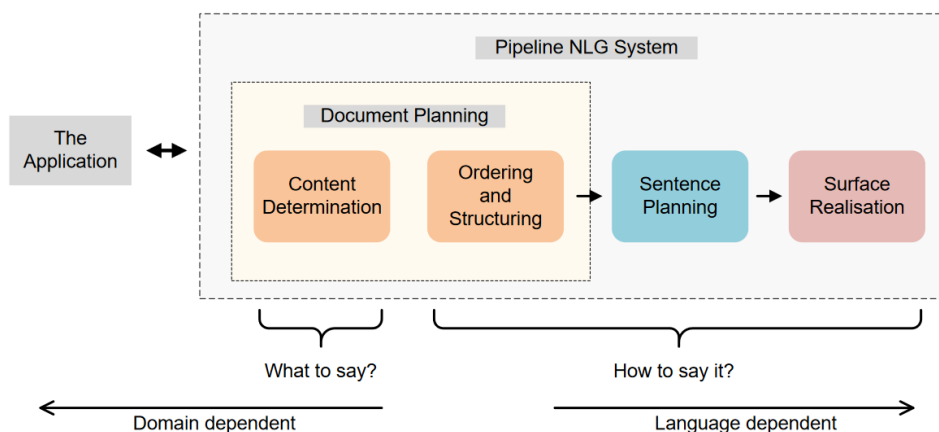 Pipeline NLG System
Document Planning
The
Application
Content
Determination
Ordering
and
Structuring
Sentence
Planning
Surface
Realisation
What to say?
How to say it?
Domain dependent
Language dependent